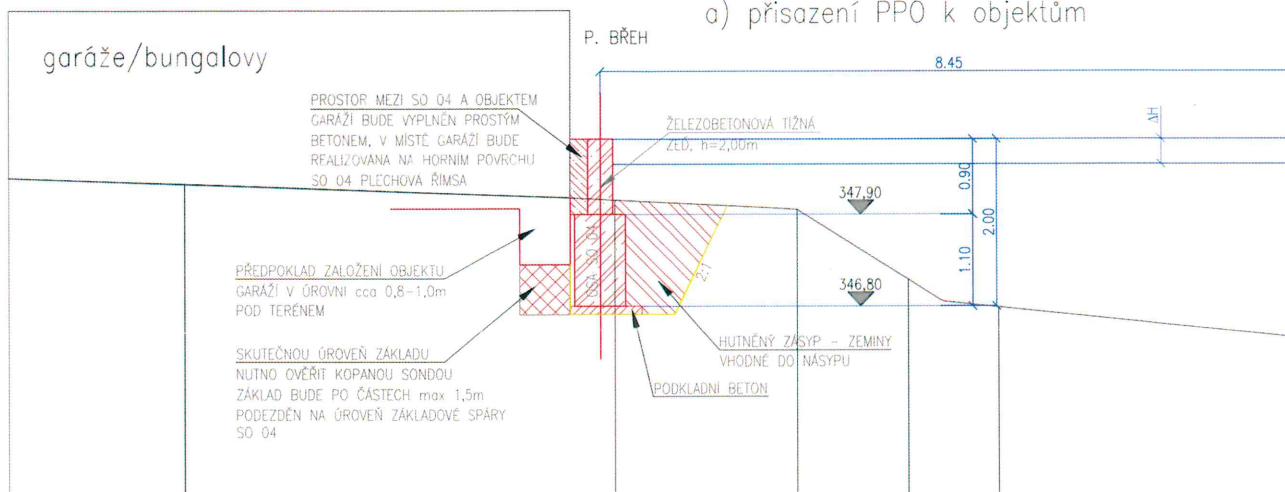 a) přisazení PPO k objektům
garáže/bungalovy
P. BŘEH
8.45
PROSTOR MEZI SO 04 A OBJEKTEM
GARÁŽÍ BUDE VYPLNĚN PROSTÝM
BETONEM, V MÍSTĚ GARÁŽÍ BUDE
REALIZOVANA NA HORNÍM POVRCHU
SO 04 PLECHOVÁ ŘÍMSA
ŽELEZOBETONOVÁ TÍŽNÁ
ZEĎ, h=2,00m
ΔH
0.90
347,90
2.00
1.10
346,80
OSA SO 04
2:1
PŘEDPOKLAD ZALOŽENÍ OBJEKTU
GARÁŽÍ V ÚROVNI cca 0,8-1,0m
POD TERÉNEM
SKUTEČNOU ÚROVEŇ ZÁKLADU
NUTNO OVĚŘIT KOPANOU SONDOU
ZÁKLAD BUDE PO ČÁSTECH max 1,5m
PODEZDĚN NA ÚROVEŇ ZÁKLADOVÉ SPÁRY
SO 04
HUTNĚNÝ ZÁSYP - ZEMINY
VHODNÉ DO NÁSYPU
PODKLADNÍ BETON